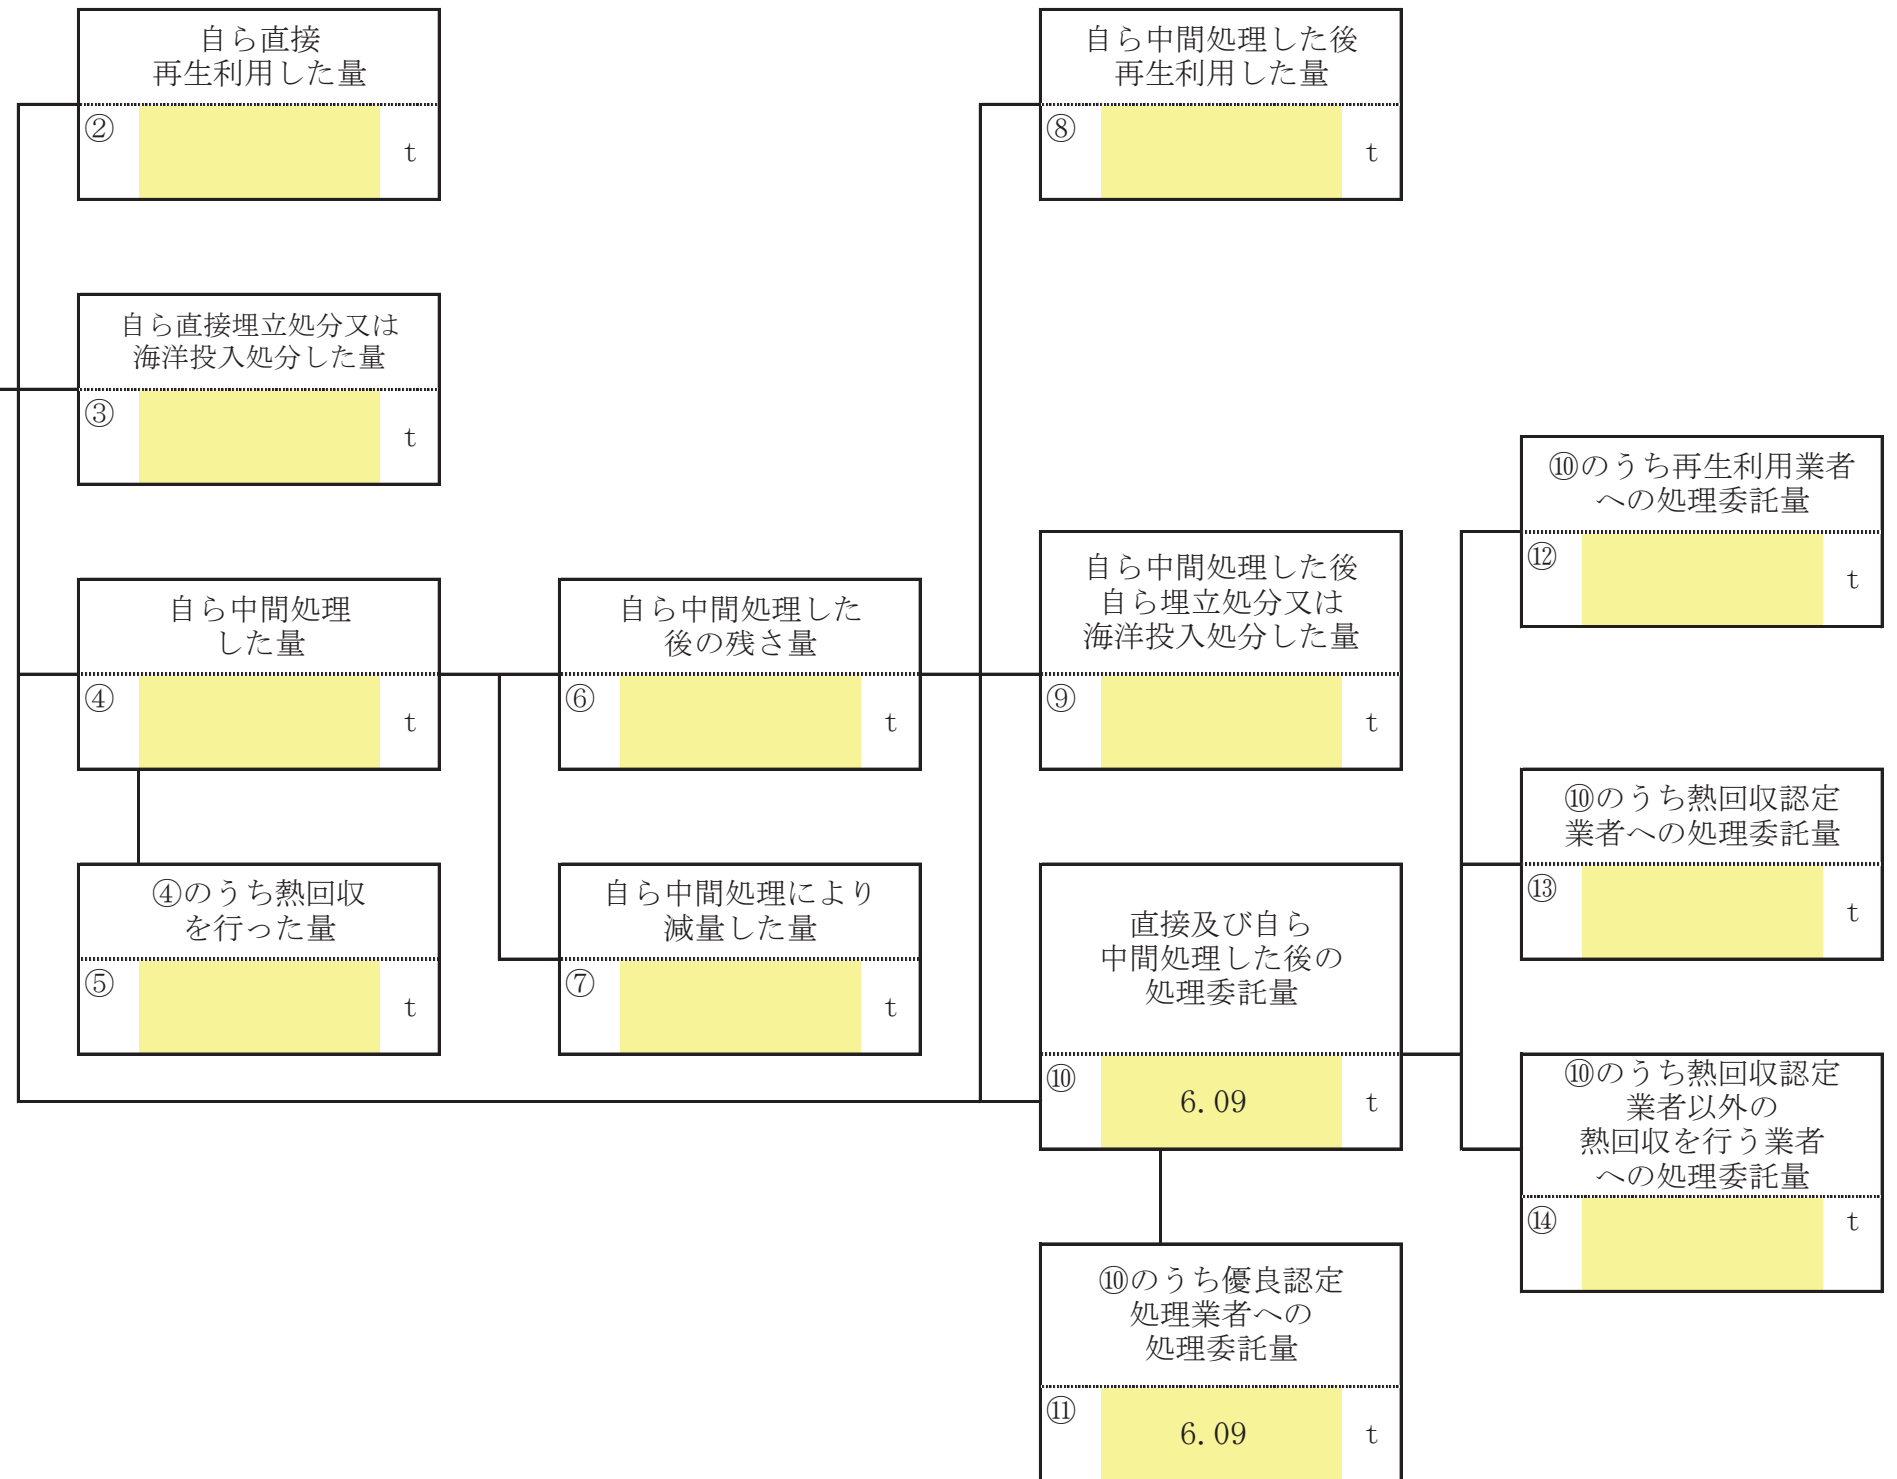 自ら直接
再生利用した量
②
t
自ら中間処理した後
再生利用した量
⑧
t
自ら直接埋立処分又は
海洋投入処分した量
③
t
⑩のうち再生利用業者
への処理委託量
⑫
t
自ら中間処理
した量
④
t
自ら中間処理した
後の残さ量
⑥
t
自ら中間処理した後
自ら埋立処分又は
海洋投入処分した量
⑨
t
⑩のうち熱回収認定
業者への処理委託量
⑬
t
④のうち熱回収
を行った量
⑤
t
自ら中間処理により
減量した量
⑦
t
直接及び自ら
中間処理した後の
処理委託量
⑩
6.09 t
⑩のうち熱回収認定
業者以外の
熱回収を行う業者
への処理委託量
⑭
t
⑩のうち優良認定
処理業者への
処理委託量
⑪
6.09 t